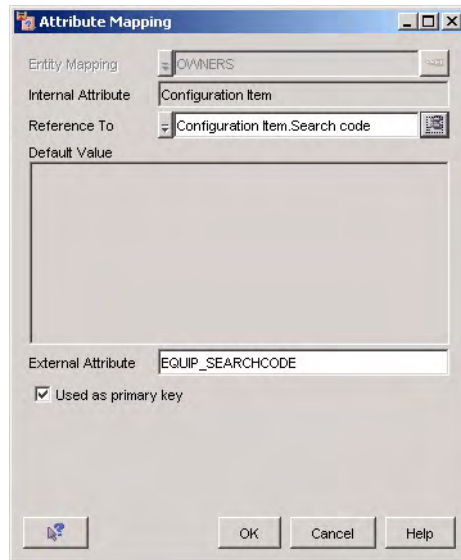 Attribute Mapping
Entity Mapping OWNERS
Internal Attribute Configuration Item
Reference To Configuration Item.Search code
Default Value
External Attribute EQUIP_SEARCHCODE
Used as primary key
OK Cancel Help